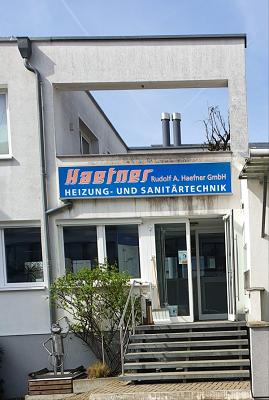 Haefner Rudolf A. Haefner GmbH
HEIZUNG- UND SANITÄRTECHNIK